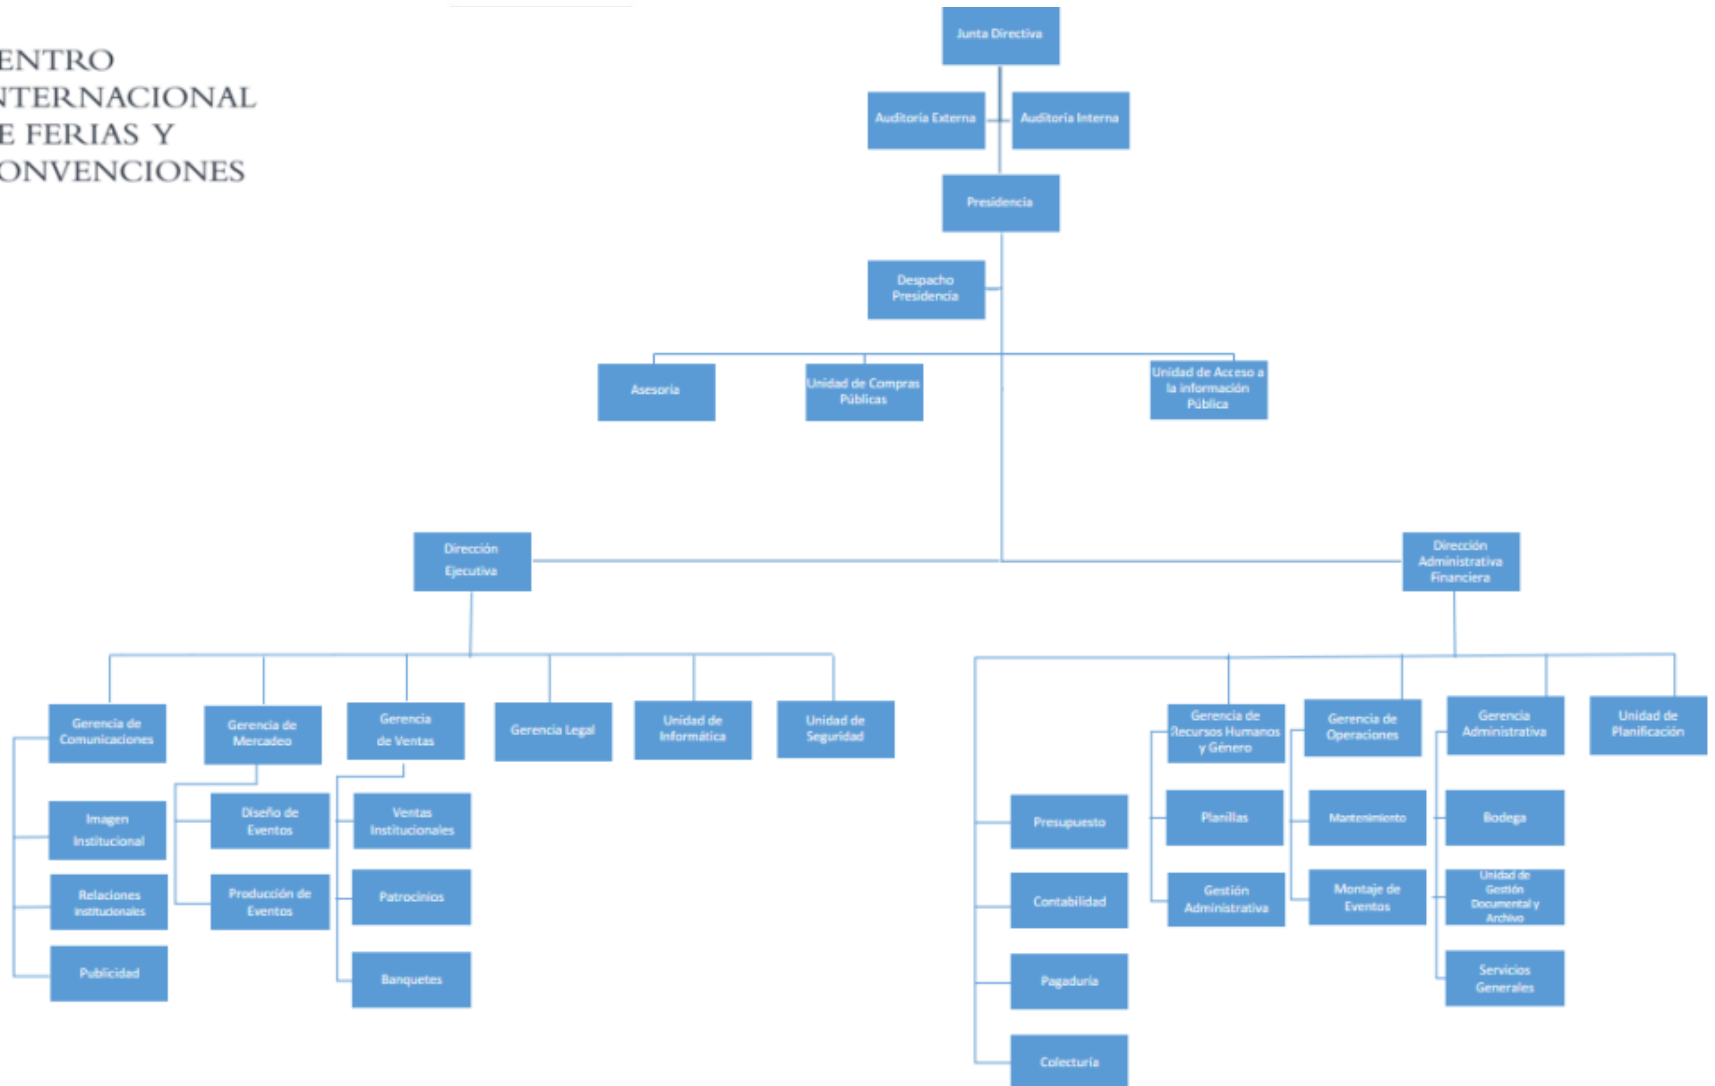 ENTRO
NTERNACIONAL
E FERIAS Y
ONVENCIONES
Junta Directiva
Auditoria Externa
Auditoria Interna
Presidencia
Despacho
Presidencia
Asesoría
Unidad de Compras
Públicas
Unidad de Acceso a
la información
Pública
Dirección
Ejecutiva
Dirección
Administrativa
Financiera
Gerencia de
Comunicaciones
Imagen
Institucional
Relaciones
Institucionales
Publicidad
Gerencia de
Mercadeo
Diseño de
Eventos
Producción de
Eventos
Gerencia
de Ventas
Ventas
Institucionales
Patrocinios
Banquetes
Gerencia Legal
Unidad de
Informática
Unidad de
Seguridad
Presupuesto
Contabilidad
Pagaduría
Colecturía
Gerencia de
Recursos Humanos
y Género
Planillas
Gestión
Administrativa
Gerencia de
Operaciones
Mantenimiento
Montaje de
Eventos
Gerencia
Administrativa
Bodega
Unidad de
Gestión
Documental y
Archivo
Servicios
Generales
Unidad de
Planificación